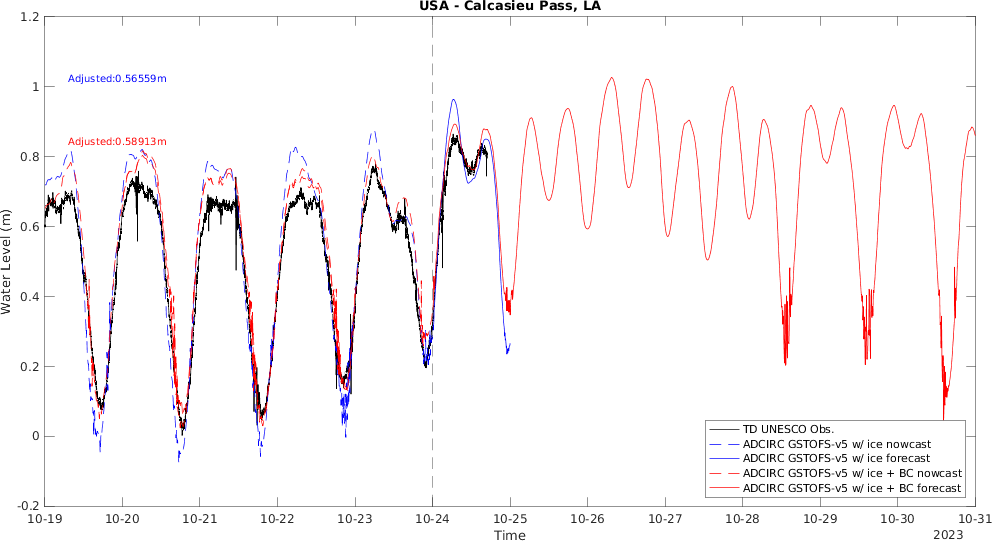 USA - Calcasieu Pass, LA
1.2
1
0.8
0.6
0.4
0.2
0
-0.2
Water Level (m)
Adjusted:0.56559m
Adjusted:0.58913m
TD UNESCO Obs.
ADCIRC GSTOFS-v5 w/ ice nowcast
ADCIRC GSTOFS-v5 w/ ice forecast
ADCIRC GSTOFS-v5 w/ ice + BC nowcast
ADCIRC GSTOFS-v5 w/ ice + BC forecast
10-19 10-20 10-21 10-22 10-23 10-24 10-25 10-26 10-27 10-28 10-29 10-30 10-31
Time
2023